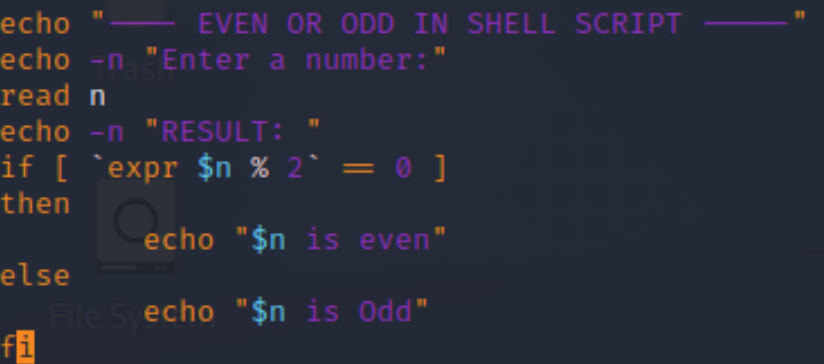 echo "---- EVEN OR ODD IN SHELL SCRIPT -----"
echo -n "Enter a number:"
read n
echo -n "RESULT: "
if [ `expr $n % 2` == 0 ]
then
        echo "$n is even"
else
        echo "$n is Odd"
fi
Trash
File System